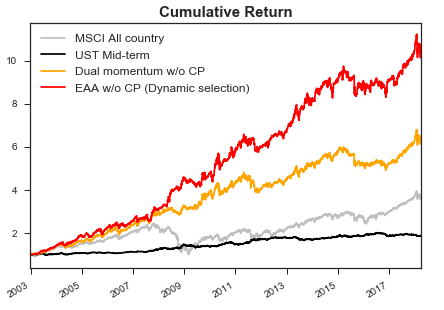 Cumulative Return
MSCI All country
UST Mid-term
Dual momentum w/o CP
EAA w/o CP (Dynamic selection)
10
8
6
4
2
2003
2005
2007
2009
2011
2013
2015
2017